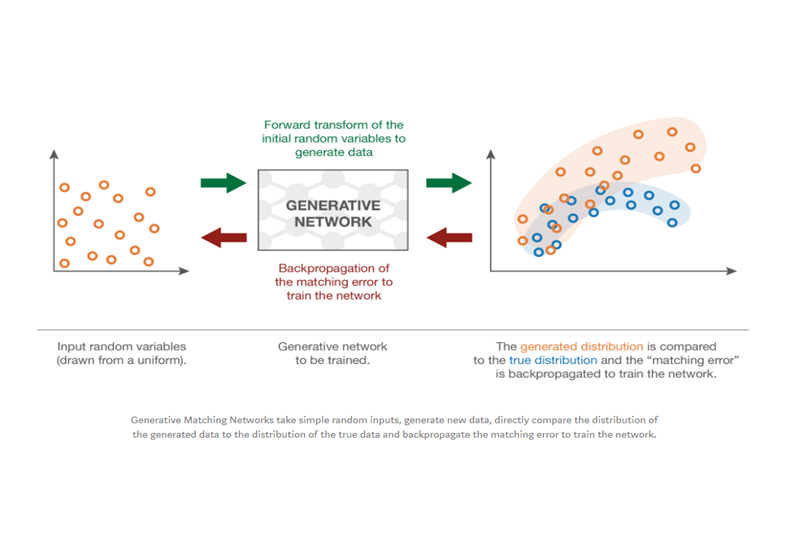 Forward transform of the
initial random variables to
generate data
GENERATIVE
NETWORK
Backpropagation of
the matching error to
train the network
Input random variables
(drawn from a uniform).
Generative network
to be trained.
The generated distribution is compared
to the true distribution and the “matching error”
is backpropagated to train the network.
Generative Matching Networks take simple random inputs, generate new data, directly compare the distribution of
the generated data to the distribution of the true data and backpropagate the matching error to train the network.